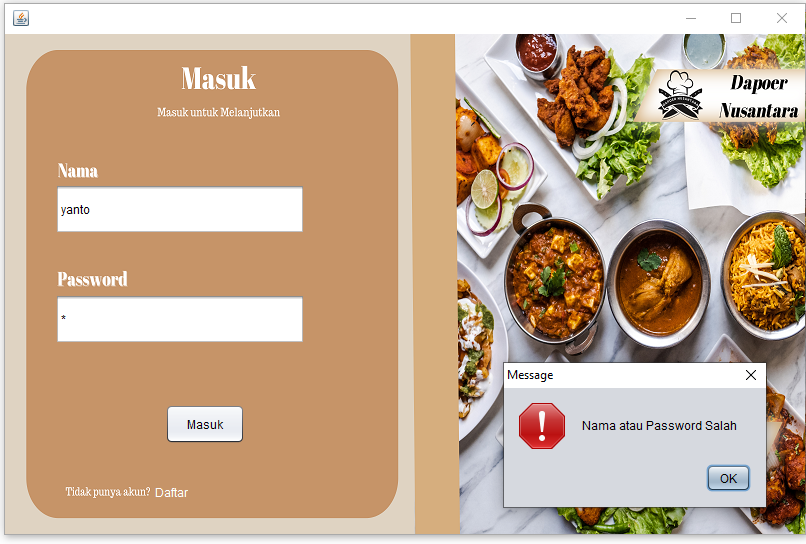 Masuk
Masuk untuk Melanjutkan
Nama
yanto
Password
*
Masuk
Tidak punya akun? Daftar
Dapoer
Nusantara
Message
Nama atau Password Salah
OK